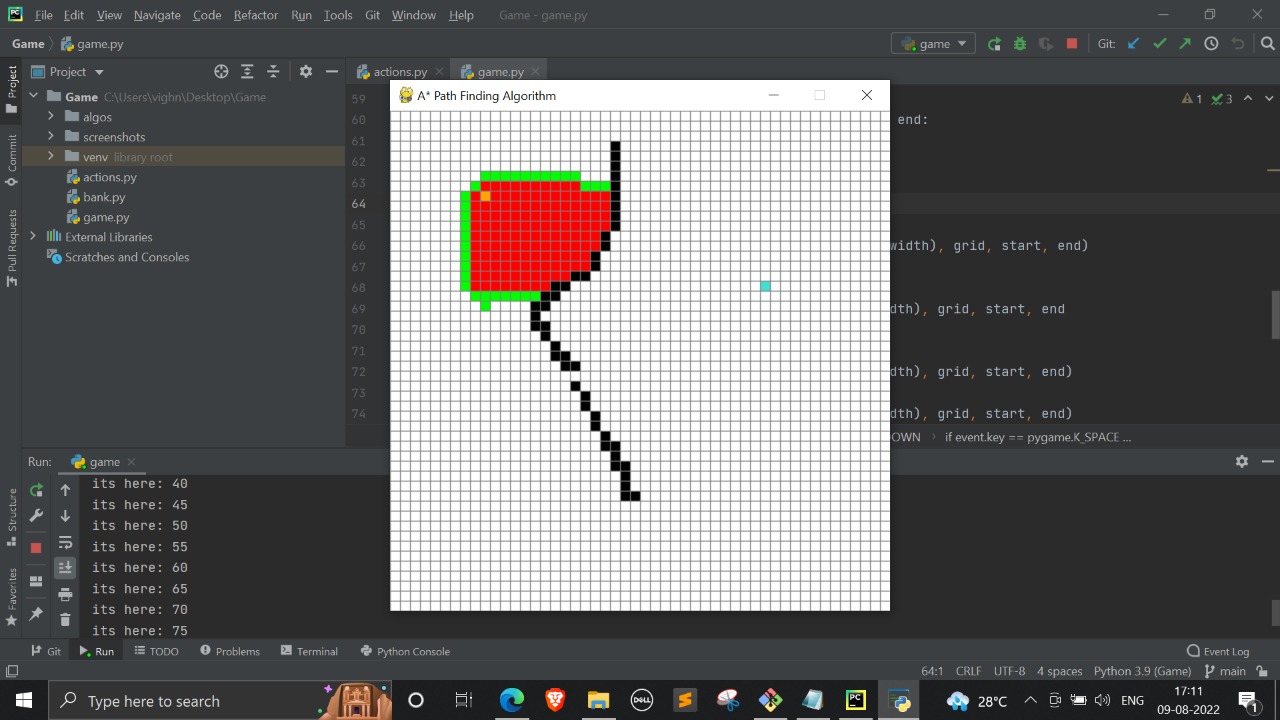 File Edit View Navigate Code Refactor Run Tools Git Window Help Game - game.py
Game game.py game Git:
Project actions.py game.py
Game C:\Users\vighn\Desktop\Game
algos
screenshots
venv library root
actions.py
bank.py
game.py
External Libraries
Scratches and Consoles
Project
Commit
Pull Requests
Structure
Favorites
59
60
61
62
63
64
65
66
67
68
69
70
71
72
73
74
1 3
end:
width), grid, start, end)
dth), grid, start, end
dth), grid, start, end)
dth), grid, start, end)
OWN if event.key == pygame.K_SPACE ...
A* Path Finding Algorithm
Run: game
its here: 40
its here: 45
its here: 50
its here: 55
its here: 60
its here: 65
its here: 70
its here: 75
Git Run TODO Problems Terminal Python Console Event Log
64:1 CRLF UTF-8 4 spaces Python 3.9 (Game) main
Type here to search
DELL
28°C ENG
17:11
09-08-2022
1